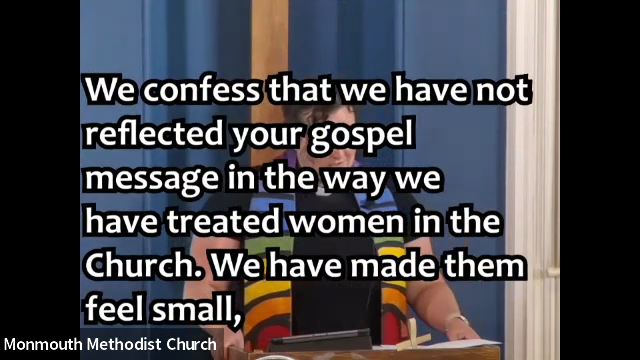 We confess that we have not
reflected your gospel
message in the way we
have treated women in the
Church. We have made them
feel small,
Monmouth Methodist Church